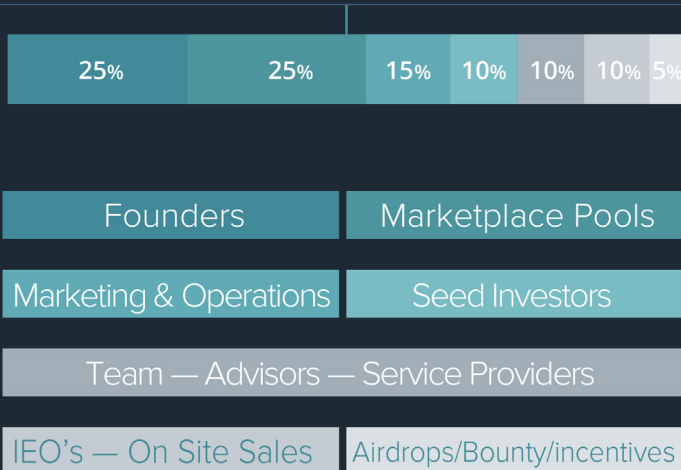 25% 25% 15% 10% 10% 10% 5%
Founders Marketplace Pools
Marketing & Operations Seed Investors
Team — Advisors — Service Providers
IEO's — On Site Sales Airdrops/Bounty/incentives